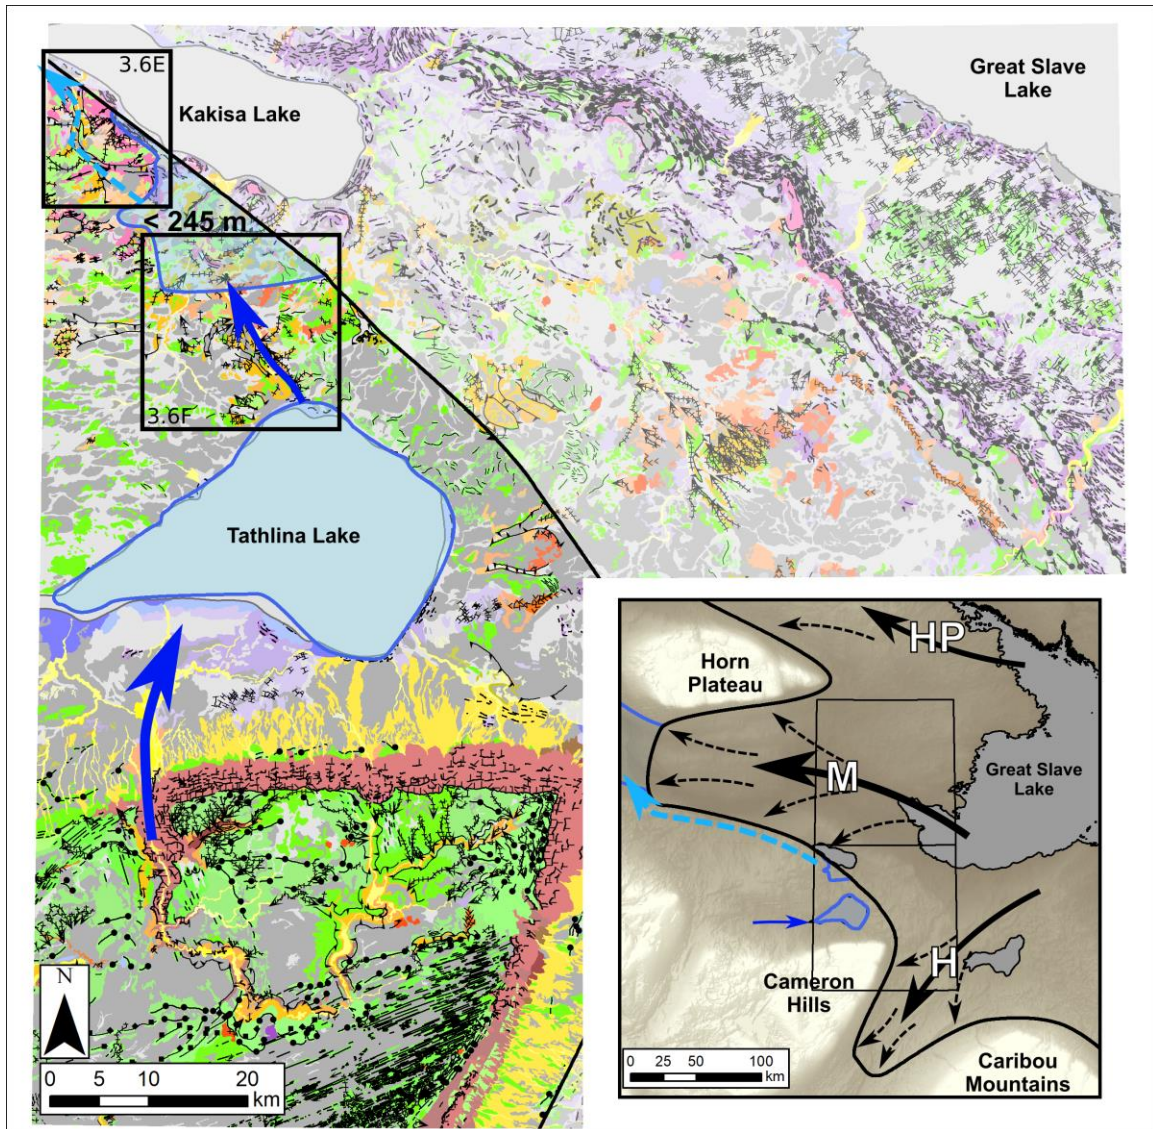 3.6E
Kakisa Lake
Great Slave
Lake
< 245 m
3.6F
Tathlina Lake
N
0 5 10 20
km
HP
Horn
Plateau
M
Great Slave
Lake
H
Cameron
Hills
0 25 50 100
km
Caribou
Mountains